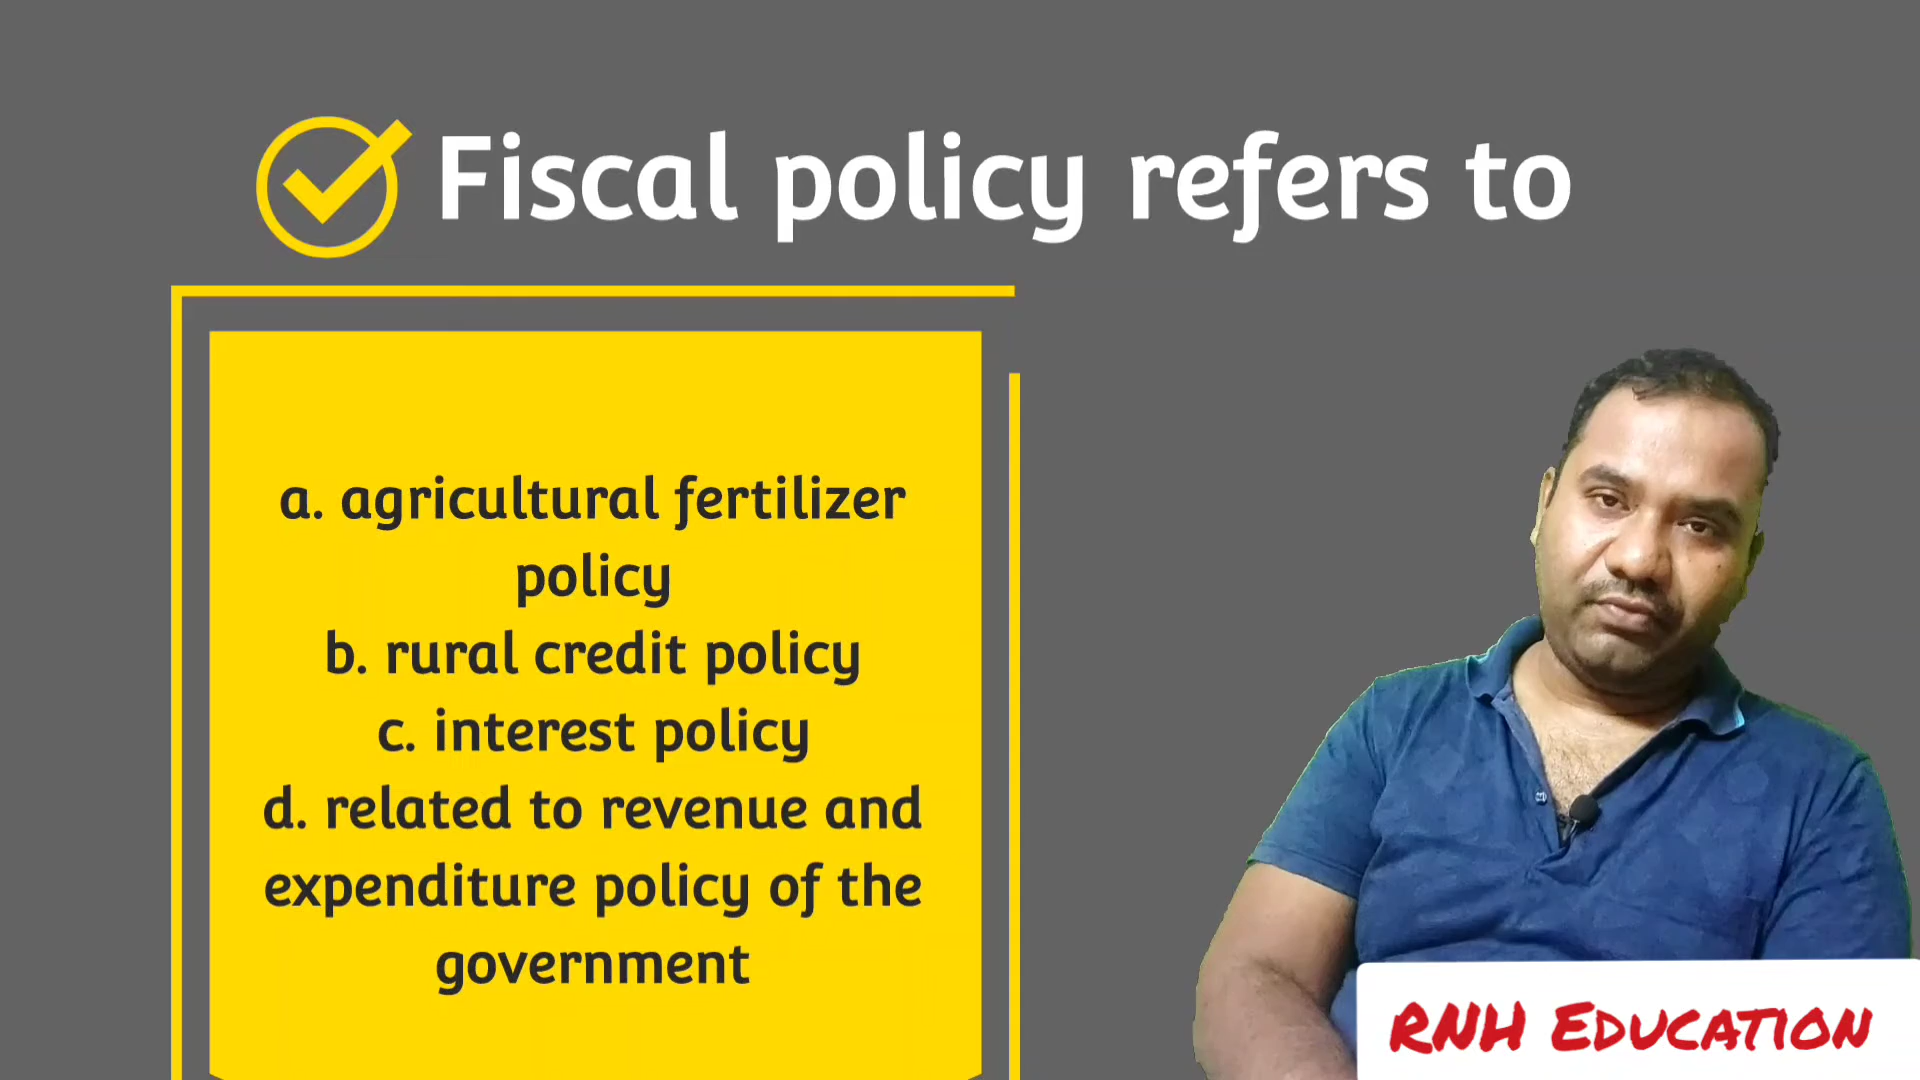 Fiscal policy refers to
a. agricultural fertilizer
policy
b. rural credit policy
c. interest policy
d. related to revenue and
expenditure policy of the
government
RNH EDUCATION